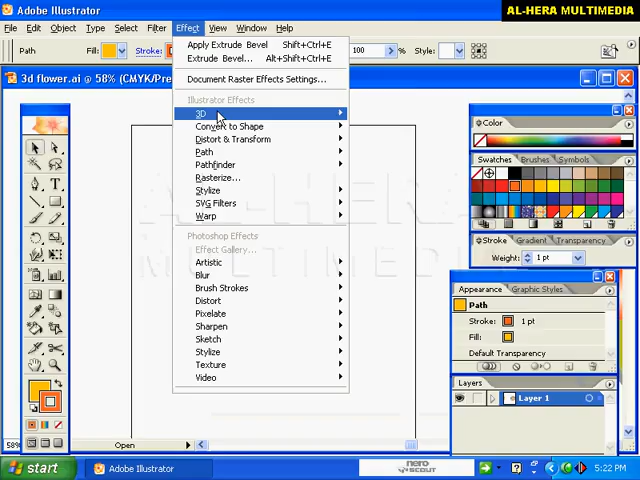 Adobe Illustrator
AL-HERA MULTIMEDIA
File Edit Object Type Select Filter Effect View Window Help
Path Stroke: 100 % Style:
3d flower.ai @ 58% (CMYK/Pre
Apply Extrude Bevel Shift+Ctrl+E
Extrude Bevel... Alt+Shift+Ctrl+E
Document Raster Effects Settings...
Illustrator Effects
3D
Convert to Shape
Distort & Transform
Path
Pathfinder
Rasterize...
Stylize
SVG Filters
Warp
Photoshop Effects
Effect Gallery...
Artistic
Blur
Brush Strokes
Distort
Pixelate
Sharpen
Sketch
Stylize
Texture
Video
AL-HERA
MULTIMEDIA
Color
Swatches Brushes Symbols
Stroke Gradient Transparency
Weight: 1 pt
Appearance Graphic Styles
Path
Stroke: 1 pt
Fill:
Default Transparency
Layers
Layer 1
58% Open
start Adobe Illustrator nero SCOUT 5:22 PM